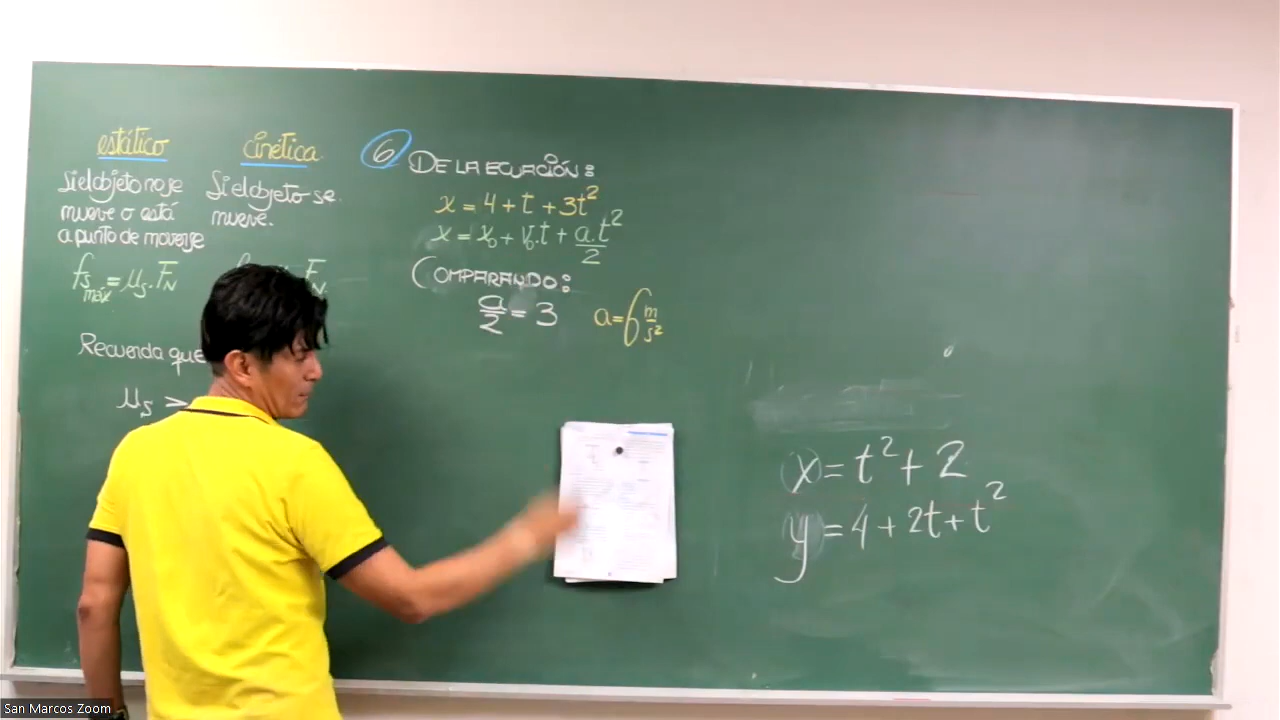 estático
Si el objeto no se
mueve o está
a punto de moverse
fs máx = μs. FN
Recuerda que
μs >
cinética
Si el objeto se
mueve.
FN
6 DE LA ECUACIÓN:
x = 4 + t + 3t²
x = x₀ + v₀.t + a.t²/2
COMPARANDO:
a/2 = 3 a = 6 m/s²
x = t² + 2
y = 4 + 2t + t²
San Marcos Zoom